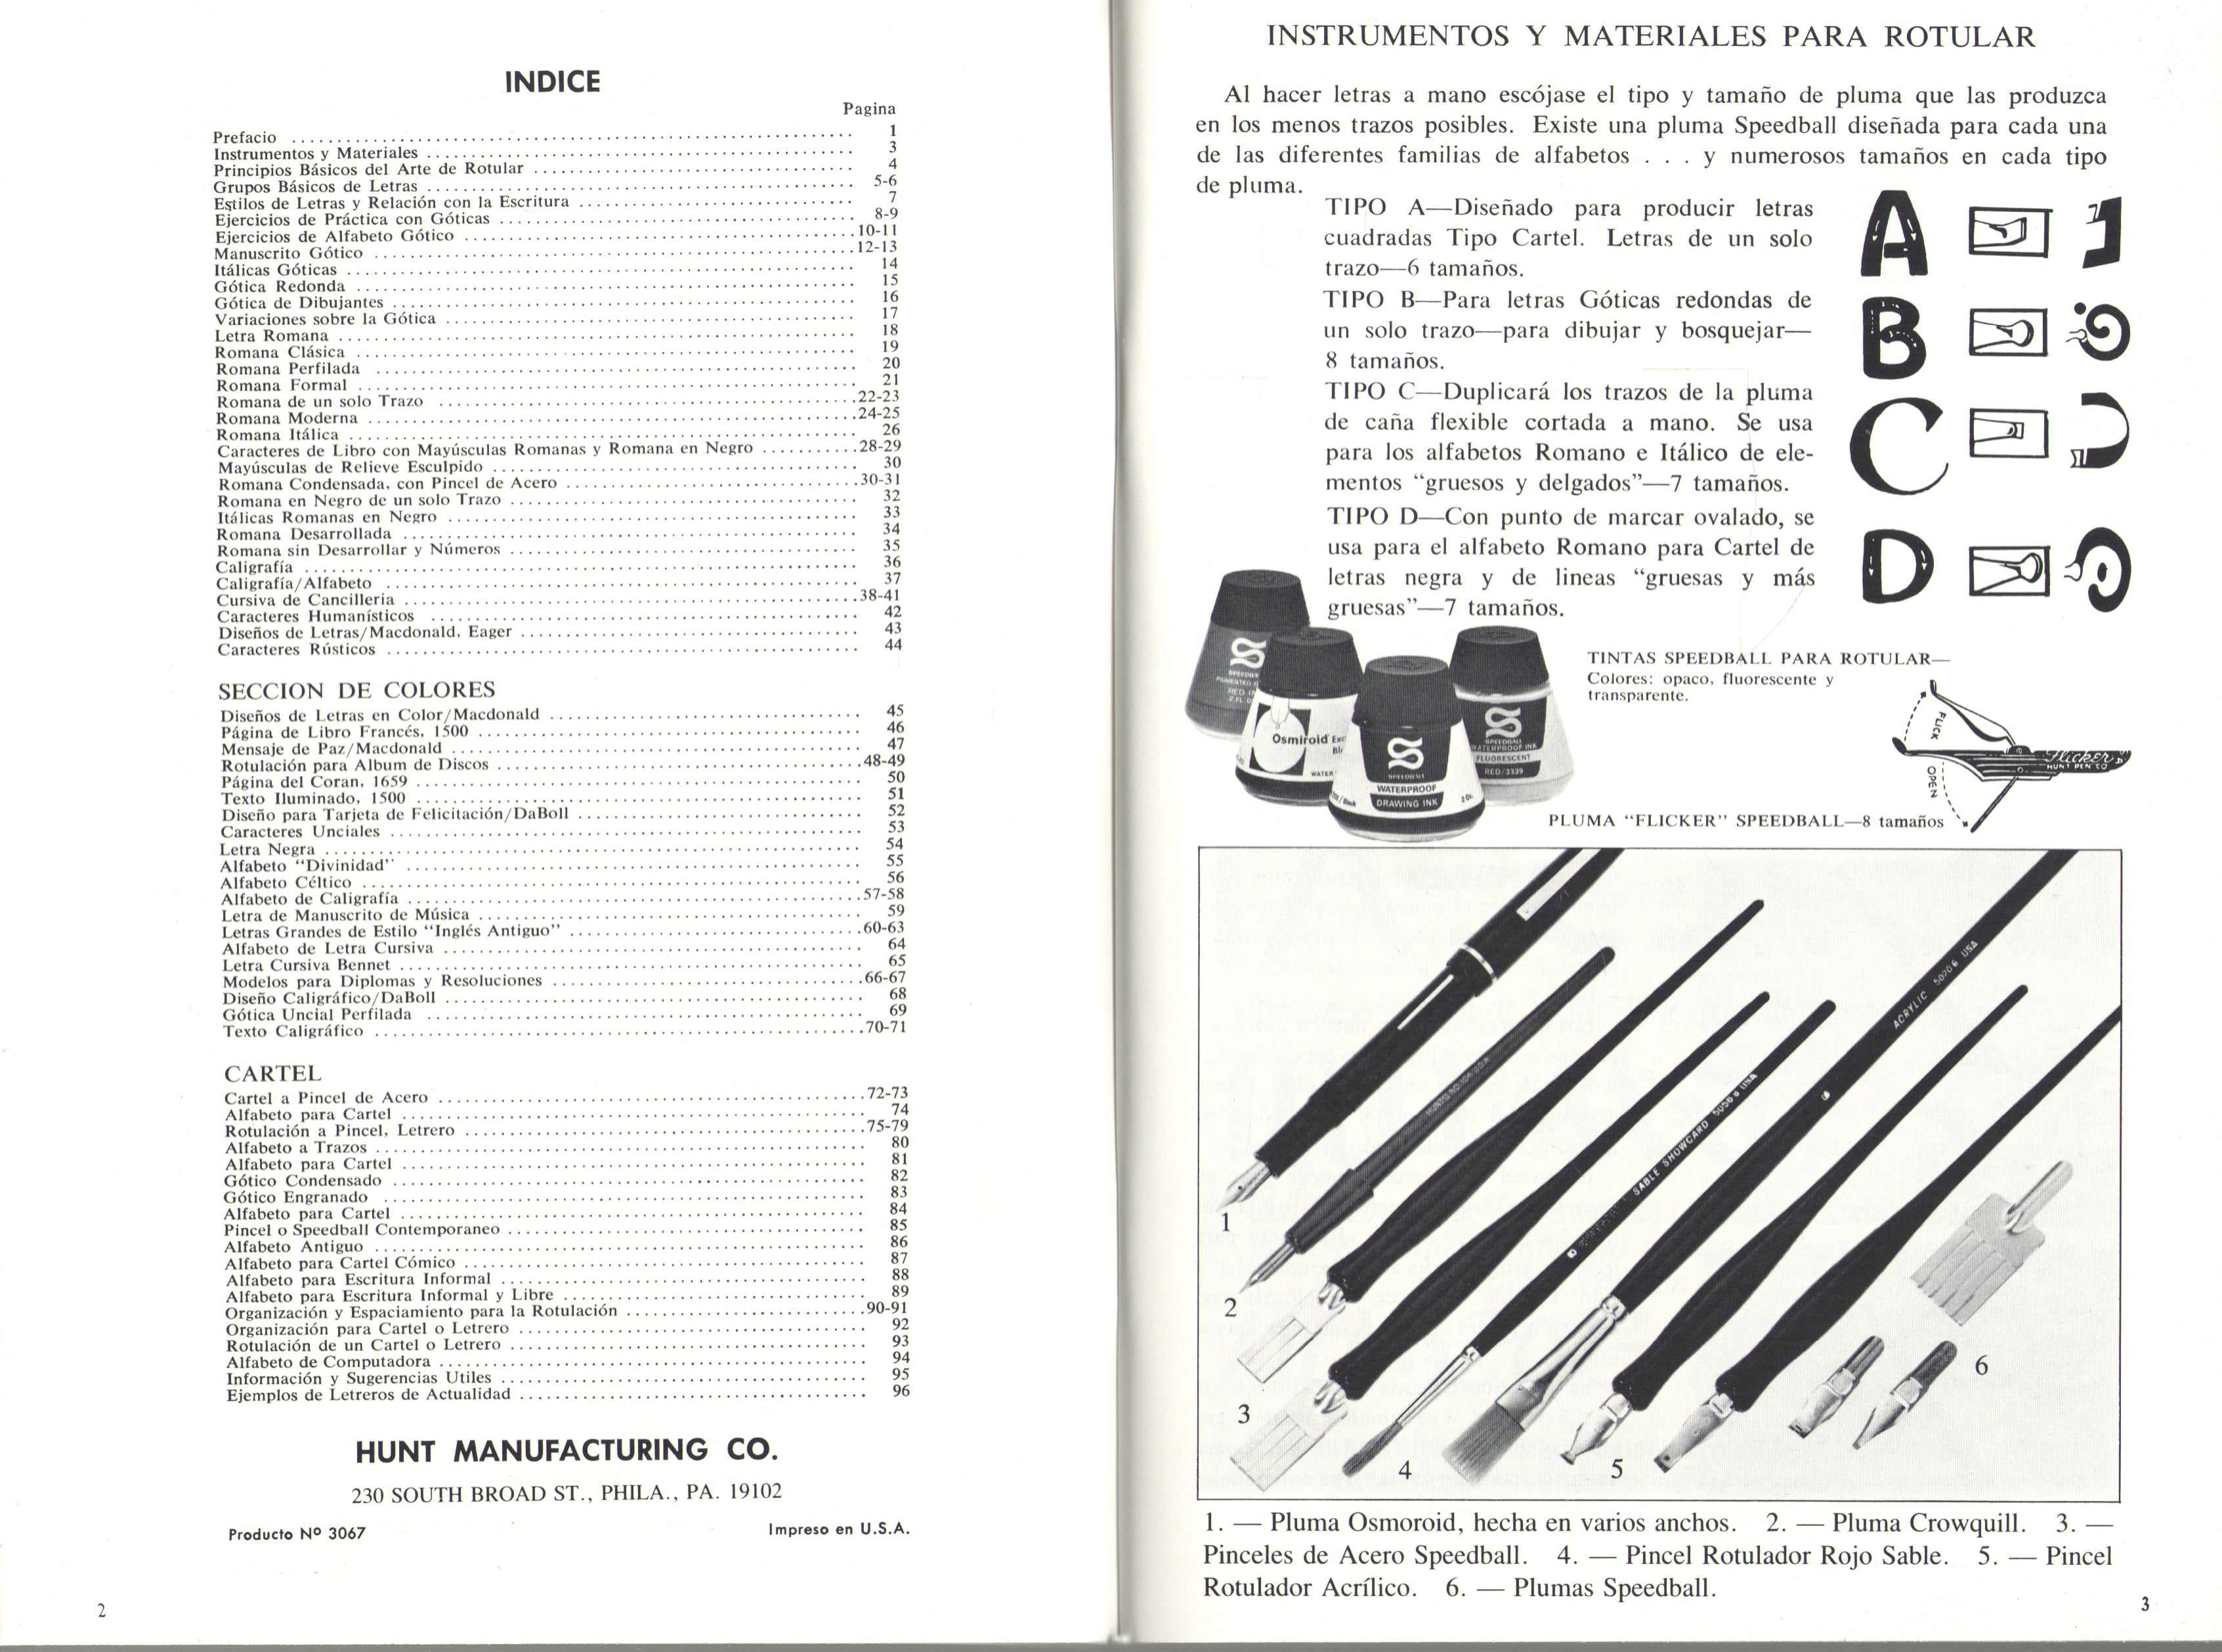 INDICE
Pagina
Prefacio 1
Instrumentos y Materiales 3
Principios Básicos del Arte de Rotular 4
Grupos Básicos de Letras 5-6
Estilos de Letras y Relación con la Escritura 7
Ejercicios de Práctica con Góticas 8-9
Ejercicios de Alfabeto Gótico 10-11
Manuscrito Gótico 12-13
Itálicas Góticas 14
Gótica Redonda 15
Gótica de Dibujantes 16
Variaciones sobre la Gótica 17
Letra Romana 18
Romana Clásica 19
Romana Perfilada 20
Romana Formal 21
Romana de un solo Trazo 22-23
Romana Moderna 24-25
Romana Itálica 26
Caracteres de Libro con Mayúsculas Romanas y Romana en Negro 28-29
Mayúsculas de Relieve Esculpido 30
Romana Condensada, con Pincel de Acero 30-31
Romana en Negro de un solo Trazo 32
Itálicas Romanas en Negro 33
Romana Desarrollada 34
Romana sin Desarrollar y Números 35
Caligrafía 36
Caligrafía/Alfabeto 37
Cursiva de Cancilleria 38-41
Caracteres Humanísticos 42
Diseños de Letras/Macdonald, Eager 43
Caracteres Rústicos 44
SECCION DE COLORES
Diseños de Letras en Color/Macdonald 45
Página de Libro Francés, 1500 46
Mensaje de Paz/Macdonald 47
Rotulación para Album de Discos 48-49
Página del Coran, 1659 50
Texto Iluminado, 1500 51
Diseño para Tarjeta de Felicitación/DaBoll 52
Caracteres Unciales 53
Letra Negra 54
Alfabeto "Divinidad" 55
Alfabeto Céltico 56
Alfabeto de Caligrafía 57-58
Letra de Manuscrito de Música 59
Letras Grandes de Estilo "Inglés Antiguo" 60-63
Alfabeto de Letra Cursiva 64
Letra Cursiva Bennet 65
Modelos para Diplomas y Resoluciones 66-67
Diseño Caligráfico/DaBoll 68
Gótica Uncial Perfilada 69
Texto Caligráfico 70-71
CARTEL
Cartel a Pincel de Acero 72-73
Alfabeto para Cartel 74
Rotulación a Pincel, Letrero 75-79
Alfabeto a Trazos 80
Alfabeto para Cartel 81
Gótico Condensado 82
Gótico Engranado 83
Alfabeto para Cartel 84
Pincel o Speedball Contemporaneo 85
Alfabeto Antiguo 86
Alfabeto para Cartel Cómico 87
Alfabeto para Escritura Informal 88
Alfabeto para Escritura Informal y Libre 89
Organización y Espaciamiento para la Rotulación 90-91
Organización para Cartel o Letrero 92
Rotulación de un Cartel o Letrero 93
Alfabeto de Computadora 94
Información y Sugerencias Utiles 95
Ejemplos de Letreros de Actualidad 96
HUNT MANUFACTURING CO.
230 SOUTH BROAD ST., PHILA., PA. 19102
Producto Nº 3067 Impreso en U.S.A.
2
INSTRUMENTOS Y MATERIALES PARA ROTULAR
Al hacer letras a mano escójase el tipo y tamaño de pluma que las produzca
en los menos trazos posibles. Existe una pluma Speedball diseñada para cada una
de las diferentes familias de alfabetos . . . y numerosos tamaños en cada tipo
de pluma.
TIPO A—Diseñado para producir letras
cuadradas Tipo Cartel. Letras de un solo
trazo—6 tamaños.
A
TIPO B—Para letras Góticas redondas de
un solo trazo—para dibujar y bosquejar—
8 tamaños.
B
TIPO C—Duplicará los trazos de la pluma
de caña flexible cortada a mano. Se usa
para los alfabetos Romano e Itálico de ele-
mentos "gruesos y delgados"—7 tamaños.
C
TIPO D—Con punto de marcar ovalado, se
usa para el alfabeto Romano para Cartel de
letras negra y de lineas "gruesas y más
gruesas"—7 tamaños.
D
Osmiroid
SPEEDBALL
WATERPROOF
DRAWING INK
SPEEDBALL
WATERPROOF INK
FLUORESCENT
RED/3339
TINTAS SPEEDBALL PARA ROTULAR—
Colores: opaco, fluorescente y
transparente.
FLICK
OPEN
Flicker
HUNT PEN CO
PLUMA "FLICKER" SPEEDBALL—8 tamaños
ACRYLIC 5020 6 USA
SABLE SHOWCARD 5056 USA
1
2
3
4
5
6
1. — Pluma Osmoroid, hecha en varios anchos. 2. — Pluma Crowquill. 3. —
Pinceles de Acero Speedball. 4. — Pincel Rotulador Rojo Sable. 5. — Pincel
Rotulador Acrílico. 6. — Plumas Speedball.
3